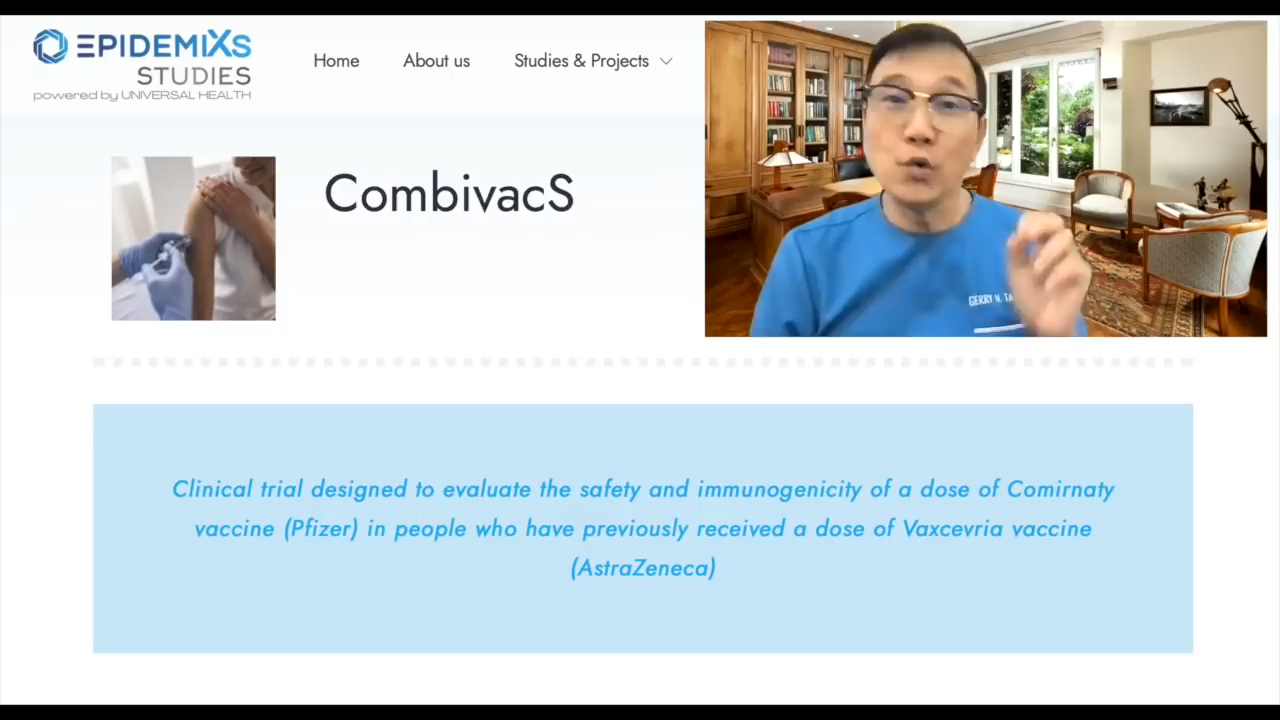 EPIDEMIXS
STUDIES
powered by UNIVERSAL HEALTH
Home About us Studies & Projects
CombivacS
GERRY N.
Clinical trial designed to evaluate the safety and immunogenicity of a dose of Comirnaty
vaccine (Pfizer) in people who have previously received a dose of Vaxcevria vaccine
(AstraZeneca)